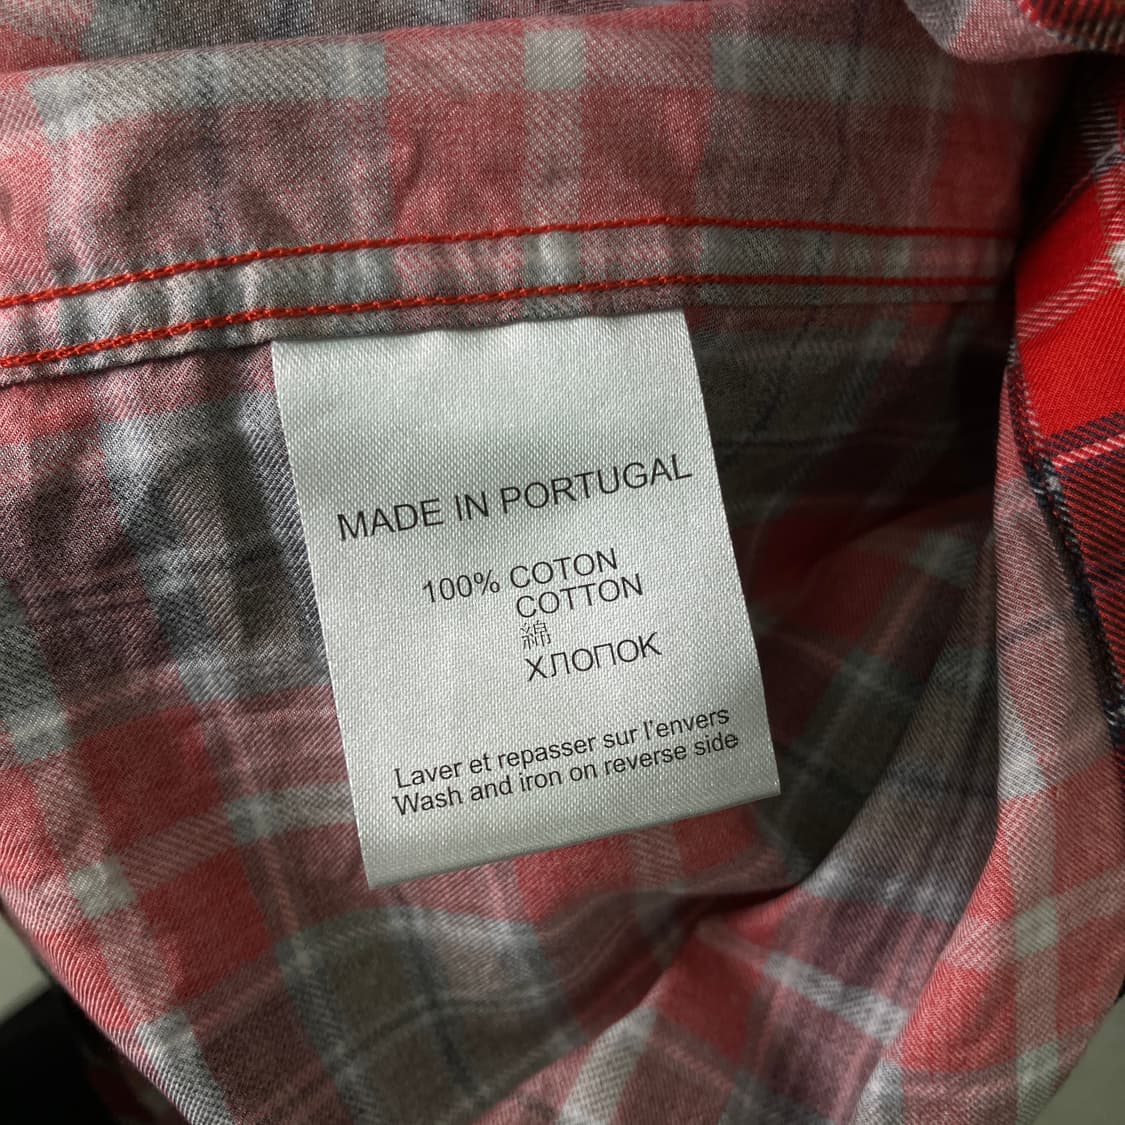 MADE IN PORTUGAL
100% COTON
COTTON
綿
ХЛОПОК
Laver et repasser sur l'envers
Wash and iron on reverse side